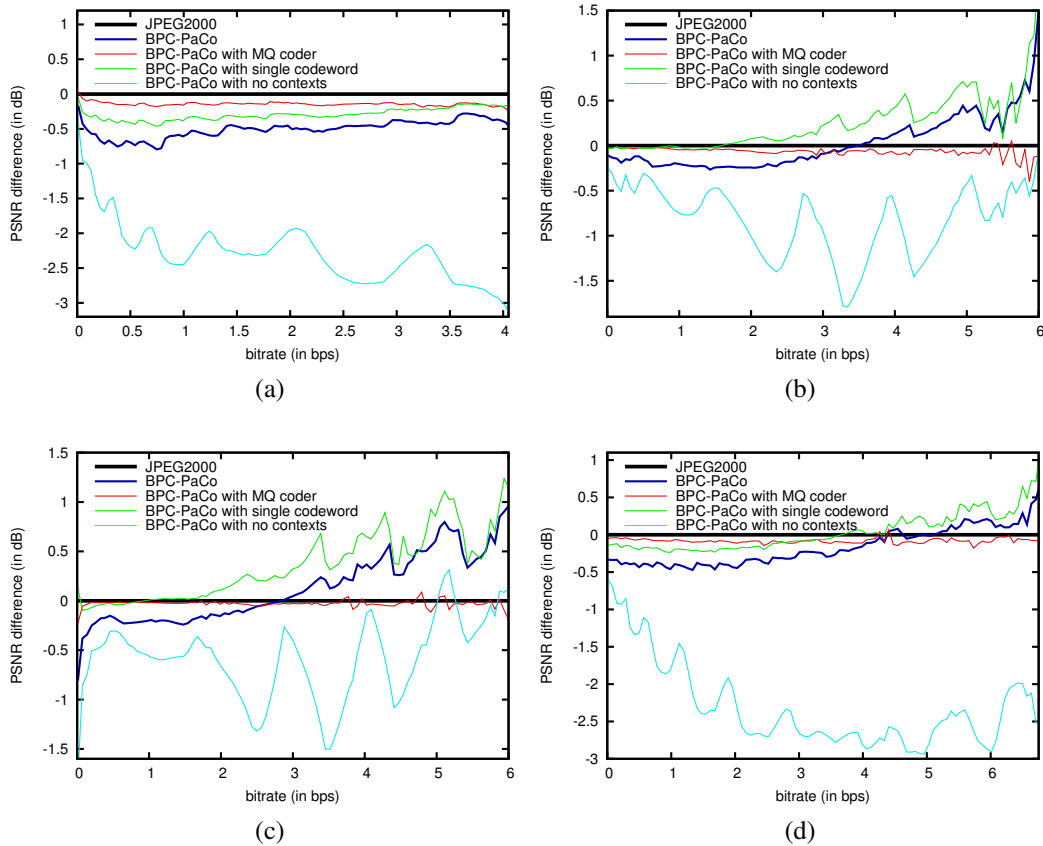 1
0.5
0
-0.5
-1
-1.5
-2
-2.5
-3
PSNR difference (in dB)
JPEG2000
BPC-PaCo
BPC-PaCo with MQ coder
BPC-PaCo with single codeword
BPC-PaCo with no contexts
0 0.5 1 1.5 2 2.5 3 3.5 4
bitrate (in bps)
(a)
1.5
1
0.5
0
-0.5
-1
-1.5
PSNR difference (in dB)
JPEG2000
BPC-PaCo
BPC-PaCo with MQ coder
BPC-PaCo with single codeword
BPC-PaCo with no contexts
0 1 2 3 4 5 6
bitrate (in bps)
(b)
1.5
1
0.5
0
-0.5
-1
-1.5
PSNR difference (in dB)
JPEG2000
BPC-PaCo
BPC-PaCo with MQ coder
BPC-PaCo with single codeword
BPC-PaCo with no contexts
0 1 2 3 4 5 6
bitrate (in bps)
(c)
1
0.5
0
-0.5
-1
-1.5
-2
-2.5
-3
PSNR difference (in dB)
JPEG2000
BPC-PaCo
BPC-PaCo with MQ coder
BPC-PaCo with single codeword
BPC-PaCo with no contexts
0 1 2 3 4 5 6
bitrate (in bps)
(d)